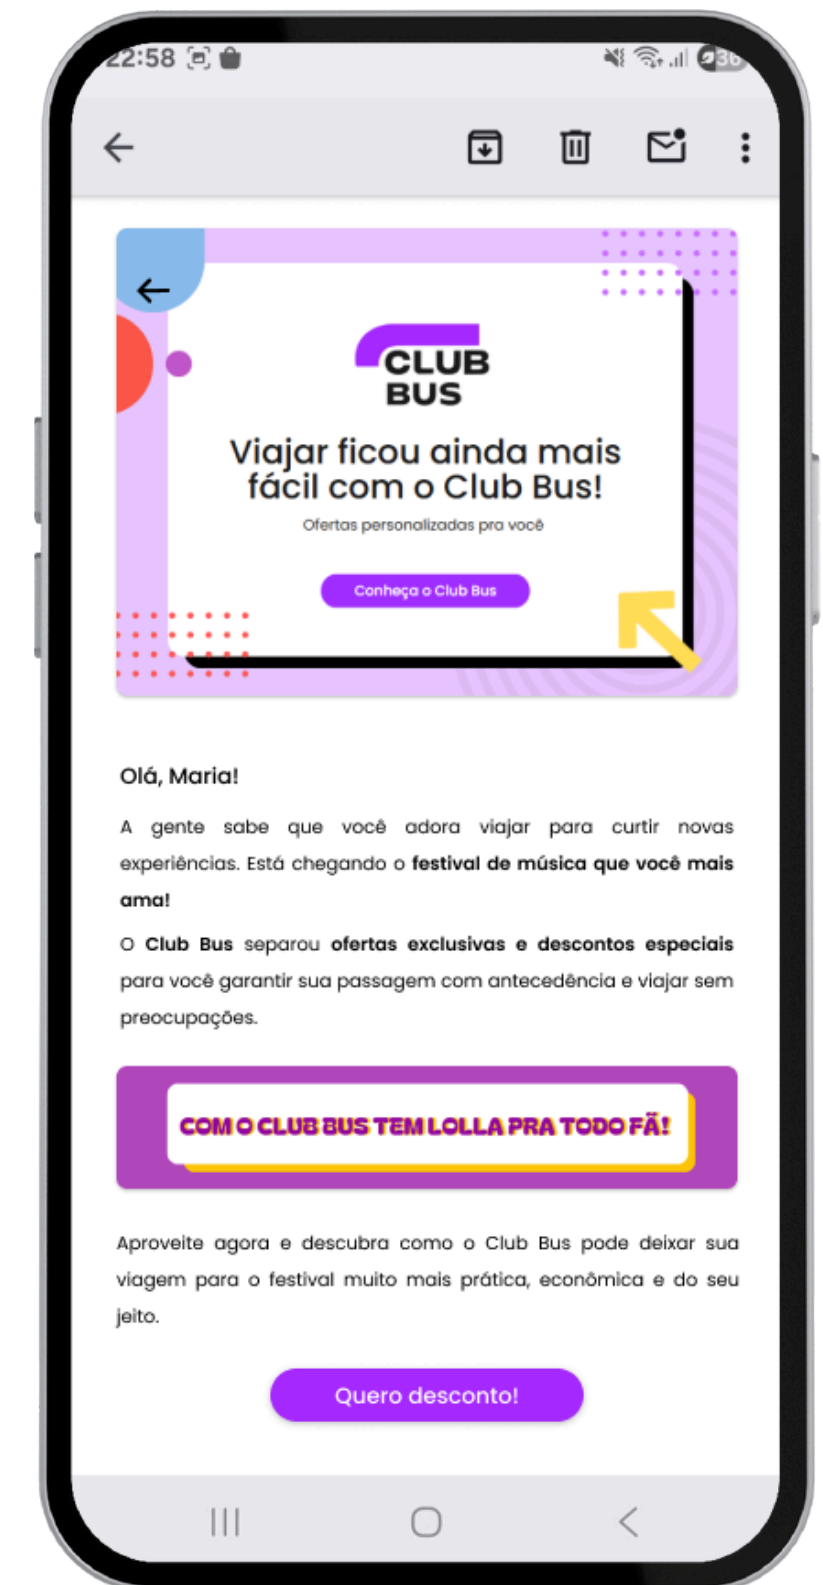 22:58
36
CLUB
BUS
Viajar ficou ainda mais
fácil com o Club Bus!
Ofertas personalizadas pra você
Conheça o Club Bus
Olá, Maria!
A gente sabe que você adora viajar para curtir novas
experiências. Está chegando o festival de música que você mais
ama!
O Club Bus separou ofertas exclusivas e descontos especiais
para você garantir sua passagem com antecedência e viajar sem
preocupações.
COM O CLUB BUS TEM LOLLA PRA TODO FÃ!
Aproveite agora e descubra como o Club Bus pode deixar sua
viagem para o festival muito mais prática, econômica e do seu
jeito.
Quero desconto!